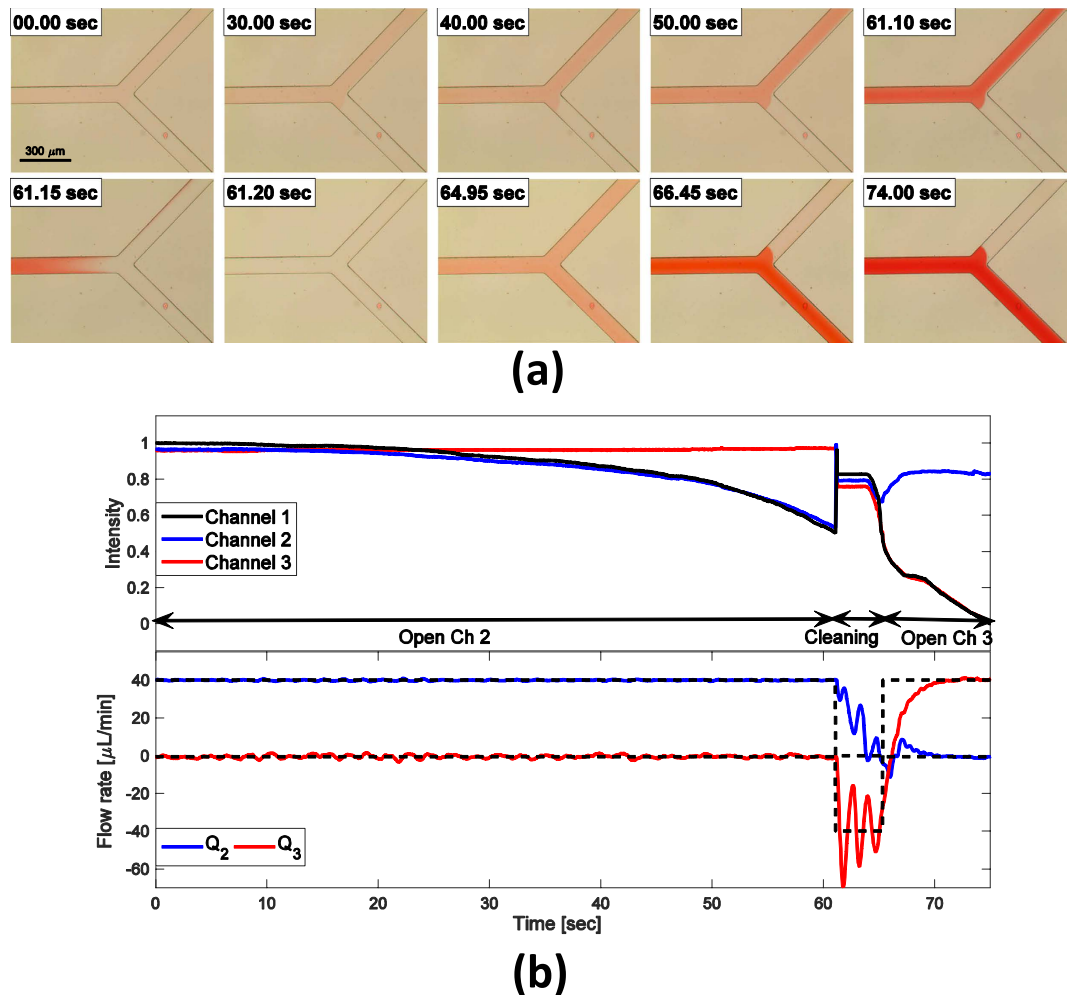 00.00 sec
30.00 sec
40.00 sec
50.00 sec
61.10 sec
300 μm
61.15 sec
61.20 sec
64.95 sec
66.45 sec
74.00 sec
(a)
1
0.8
0.6
0.4
0.2
0
Intensity
Channel 1
Channel 2
Channel 3
Open Ch 2
Cleaning
Open Ch 3
40
20
0
-20
-40
-60
Flow rate [μL/min]
Q2 Q3
0 10 20 30 40 50 60 70
Time [sec]
(b)